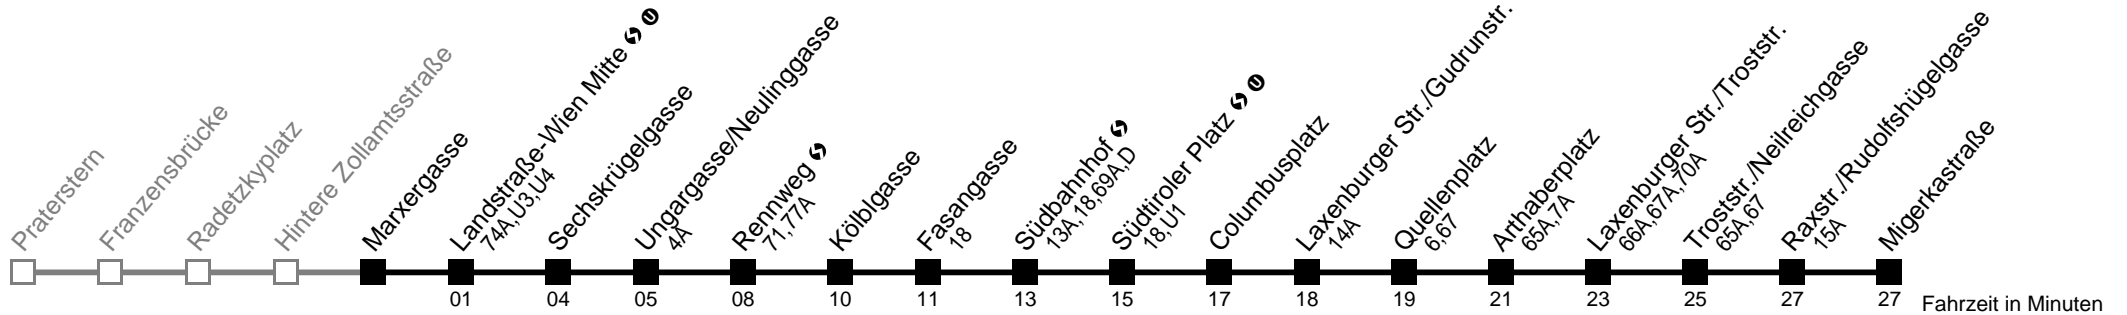 Praterstern
Franzensbrücke
Radetzkyplatz
Hintere Zollamtsstraße
Marxergasse
Landstraße-Wien Mitte S U
74A,U3,U4
Sechskrügelgasse
Ungargasse/Neulinggasse
4A
Rennweg S
71,77A
Kölblgasse
Fasangasse
18
Südbahnhof S
13A,18,69A,D
Südtiroler Platz S U
18,U1
Columbusplatz
Laxenburger Str./Gudrunstr.
14A
Quellenplatz
6,67
Arthaberplatz
65A,7A
Laxenburger Str./Troststr.
66A,67A,70A
Troststr./Neilreichgasse
65A,67
Raxstr./Rudolfshügelgasse
15A
Migerkastraße
01 04 05 08 10 11 13 15 17 18 19 21 23 25 27 27 Fahrzeit in Minuten